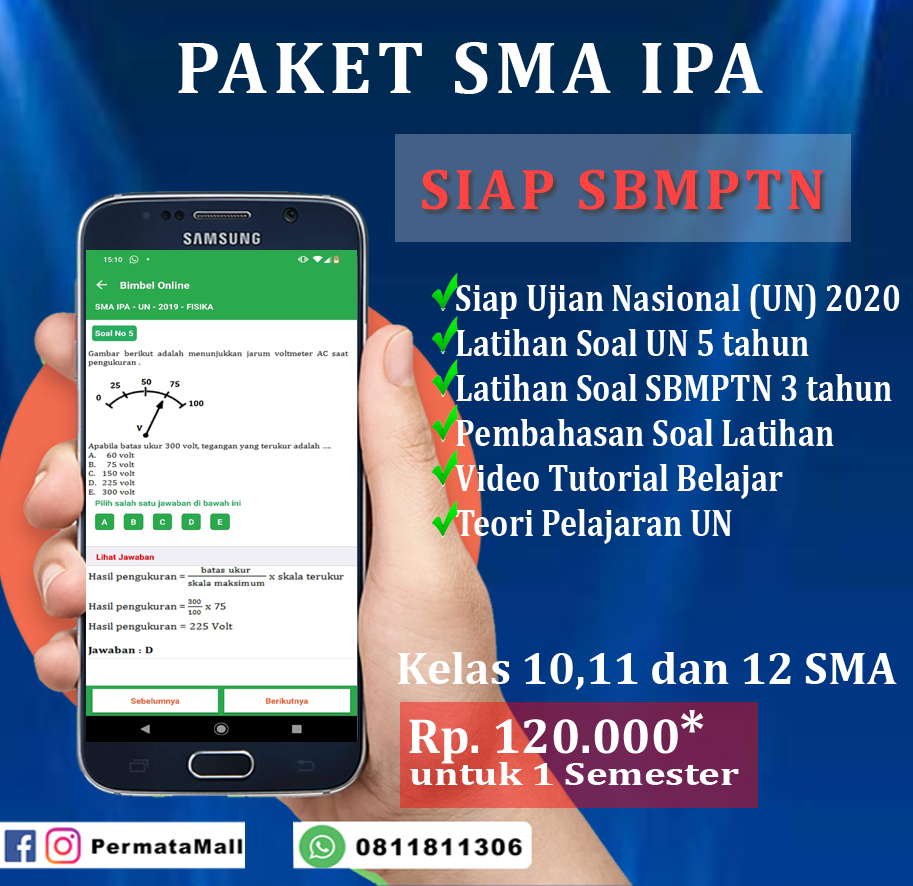 PAKET SMA IPA
SIAP SBMPTN
Siap Ujian Nasional (UN) 2020
Latihan Soal UN 5 tahun
Latihan Soal SBMPTN 3 tahun
Pembahasan Soal Latihan
Video Tutorial Belajar
Teori Pelajaran UN
Kelas 10,11 dan 12 SMA
Rp. 120.000*
untuk 1 Semester
SAMSUNG
15:10
Bimbel Online
SMA IPA - UN - 2019 - FISIKA
Soal No 5
Gambar berikut adalah menunjukkan jarum voltmeter AC saat
pengukuran .
0 25 50 75 100
V
Apabila batas ukur 300 volt, tegangan yang terukur adalah ....
A. 60 volt
B. 75 volt
C. 150 volt
D. 225 volt
E. 300 volt
Pilih salah satu jawaban di bawah ini
A B C D E
Lihat Jawaban
Hasil pengukuran = batas ukur / skala maksimum x skala terukur
Hasil pengukuran = 300/100 x 75
Hasil pengukuran = 225 Volt
Jawaban : D
Sebelumnya Berikutnya
PermataMall
0811811306